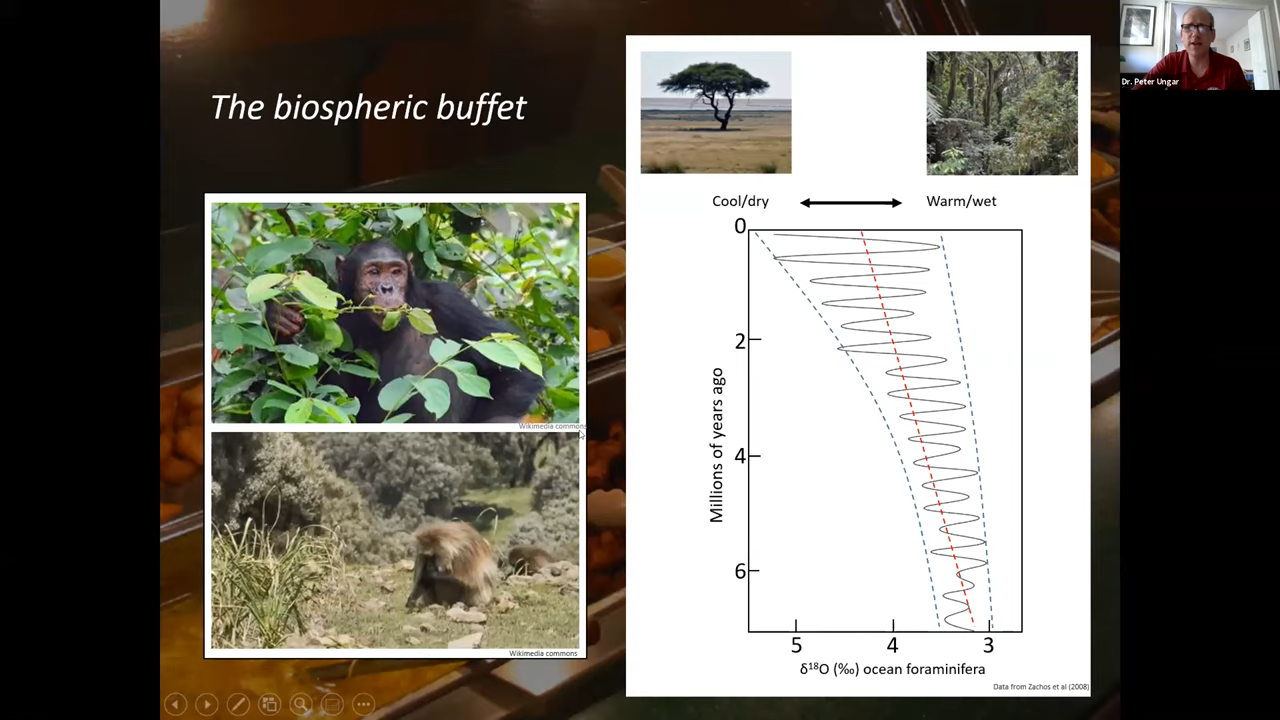 The biospheric buffet
Wikimedia commons
Wikimedia commons
Cool/dry
Warm/wet
0
2
4
6
Millions of years ago
5
4
3
δ¹⁸O (‰) ocean foraminifera
Data from Zachos et al (2008)
Dr. Peter Ungar